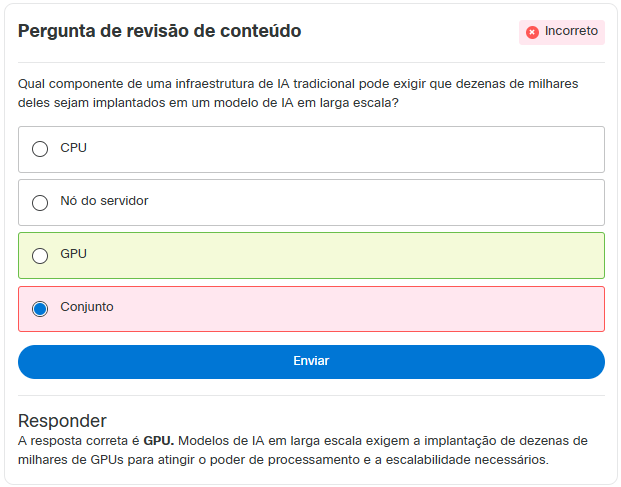 Pergunta de revisão de conteúdo
Incorreto
Qual componente de uma infraestrutura de IA tradicional pode exigir que dezenas de milhares
deles sejam implantados em um modelo de IA em larga escala?
CPU
Nó do servidor
GPU
Conjunto
Enviar
Responder
A resposta correta é GPU. Modelos de IA em larga escala exigem a implantação de dezenas de
milhares de GPUs para atingir o poder de processamento e a escalabilidade necessários.